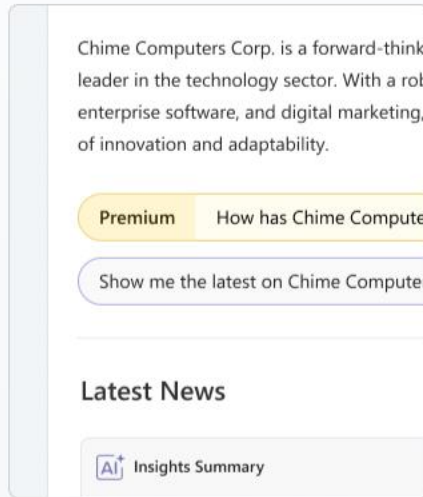 Chime Computers Corp. is a forward-think
leader in the technology sector. With a rob
enterprise software, and digital marketing,
of innovation and adaptability.
Premium How has Chime Compute
Show me the latest on Chime Compute
Latest News
AI Insights Summary